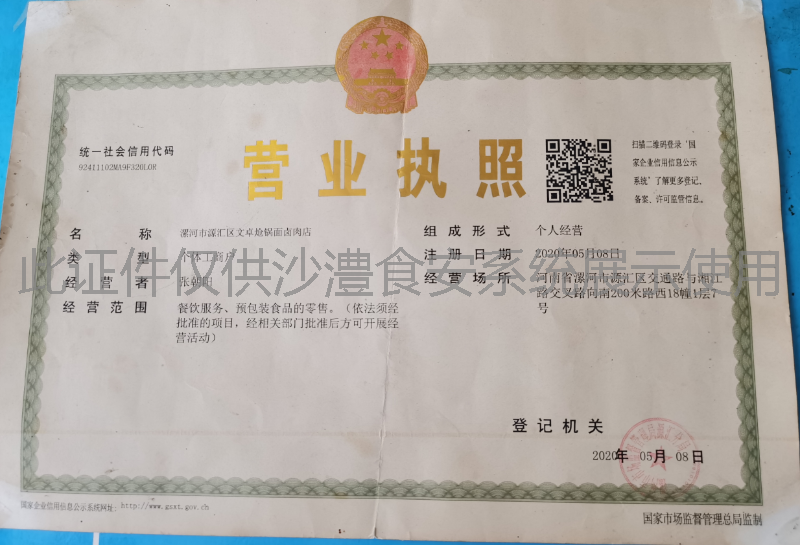 营业执照
统一社会信用代码
92411102MA9F320L0R
扫描二维码登录‘国
家企业信用信息公示
系统’了解更多登记、
备案、许可监管信息。
名称 漯河市源汇区文卓炝锅面卤肉店
类型 个体工商户
经营者 张朝阳
经营范围 餐饮服务、预包装食品的零售。（依法须经
批准的项目，经相关部门批准后方可开展经
营活动）
组成形式 个人经营
注册日期 2020年05月08日
经营场所 河南省漯河市源汇区交通路与湘江
路交叉路向南200米路西18幢1层7
号
此证件仅供沙澧食安系统展示使用
登记机关
2020年 05月 08日
国家企业信用信息公示系统网址：http://www.gsxt.gov.cn
国家市场监督管理总局监制